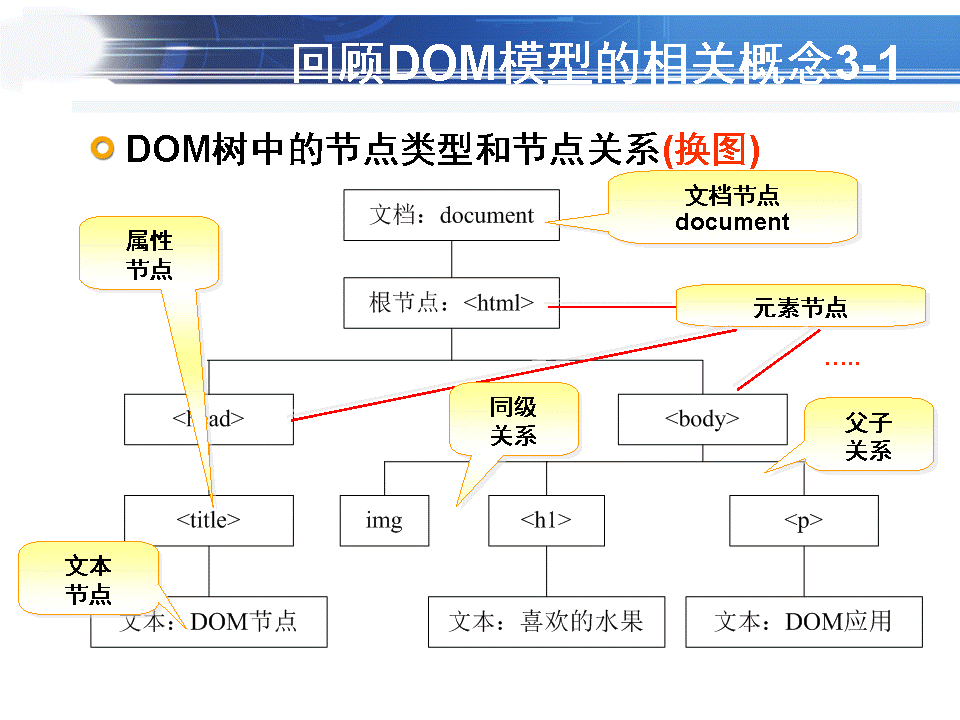 回顾DOM模型的相关概念3-1
DOM树中的节点类型和节点关系(换图)
文档：document
文档节点
document
属性
节点
根节点：<html>
元素节点
…..
<head>
同级
关系
<body>
父子
关系
<title>
img
<h1>
<p>
文本
节点
文本：DOM节点
文本：喜欢的水果
文本：DOM应用